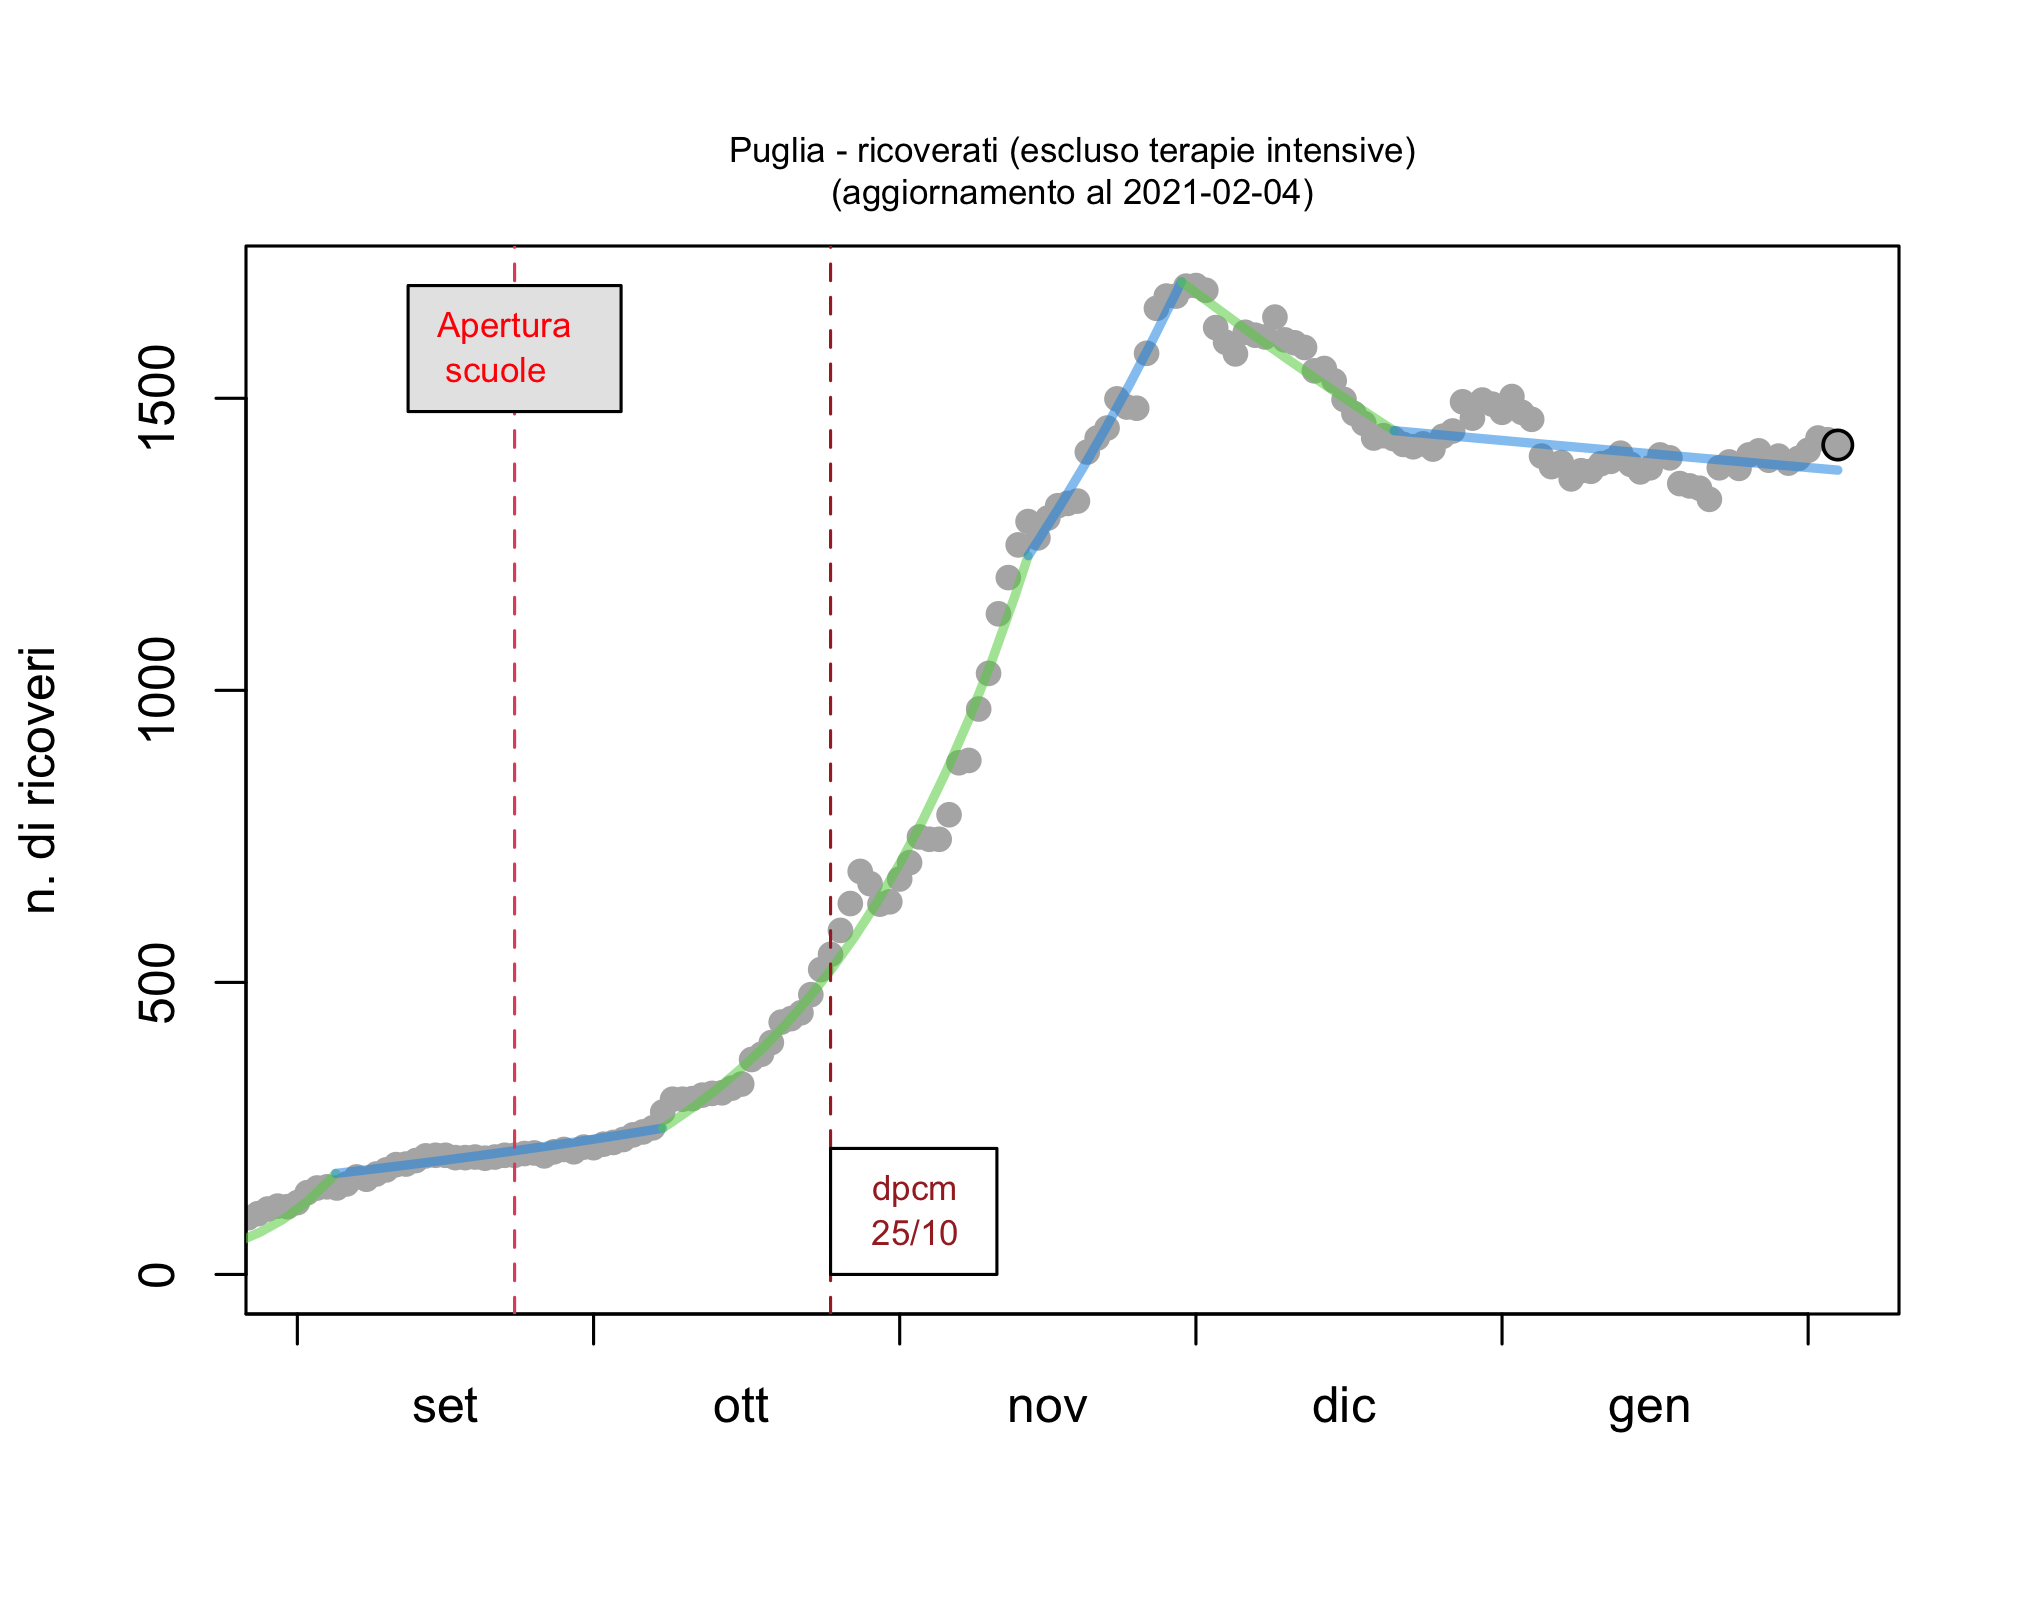 Puglia - ricoverati (escluso terapie intensive)
(aggiornamento al 2021-02-04)
Apertura
scuole
dpcm
25/10
n. di ricoveri
1500
1000
500
0
set ott nov dic gen